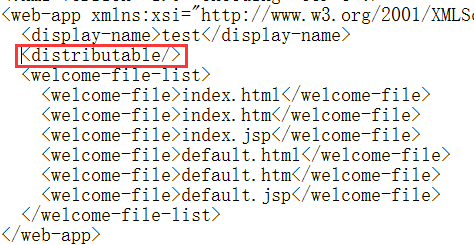 <web-app xmlns:xsi="http://www.w3.org/2001/XMLSc
<display-name>test</display-name>
<distributable/>
<welcome-file-list>
<welcome-file>index.html</welcome-file>
<welcome-file>index.htm</welcome-file>
<welcome-file>index.jsp</welcome-file>
<welcome-file>default.html</welcome-file>
<welcome-file>default.htm</welcome-file>
<welcome-file>default.jsp</welcome-file>
</welcome-file-list>
</web-app>